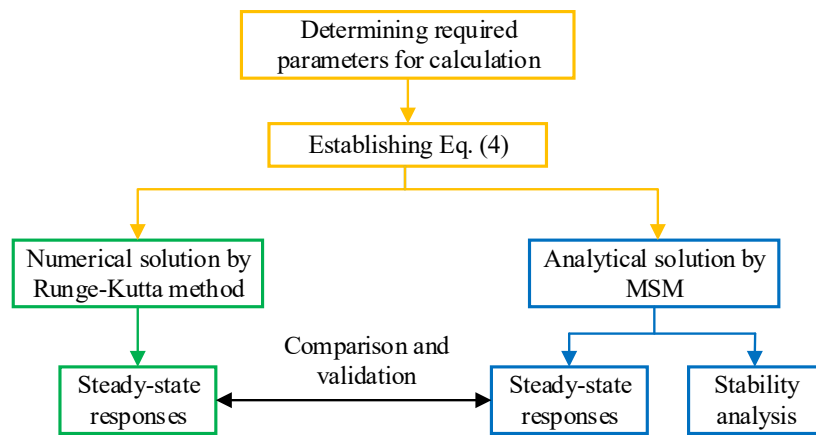 Determining required
parameters for calculation
Establishing Eq. (4)
Numerical solution by
Runge-Kutta method
Analytical solution by
MSM
Comparison and
validation
Steady-state
responses
Steady-state
responses
Stability
analysis